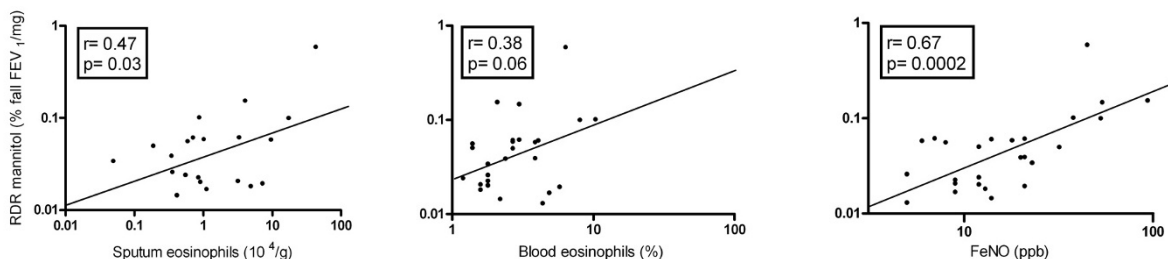 RDR mannitol (% fall FEV 1/mg)
1
0.1
0.01
r= 0.47
p= 0.03
0.01
0.1
1
10
100
Sputum eosinophils (10 4/g)
1
0.1
0.01
r= 0.38
p= 0.06
1
10
100
Blood eosinophils (%)
1
0.1
0.01
r= 0.67
p= 0.0002
10
100
FeNO (ppb)